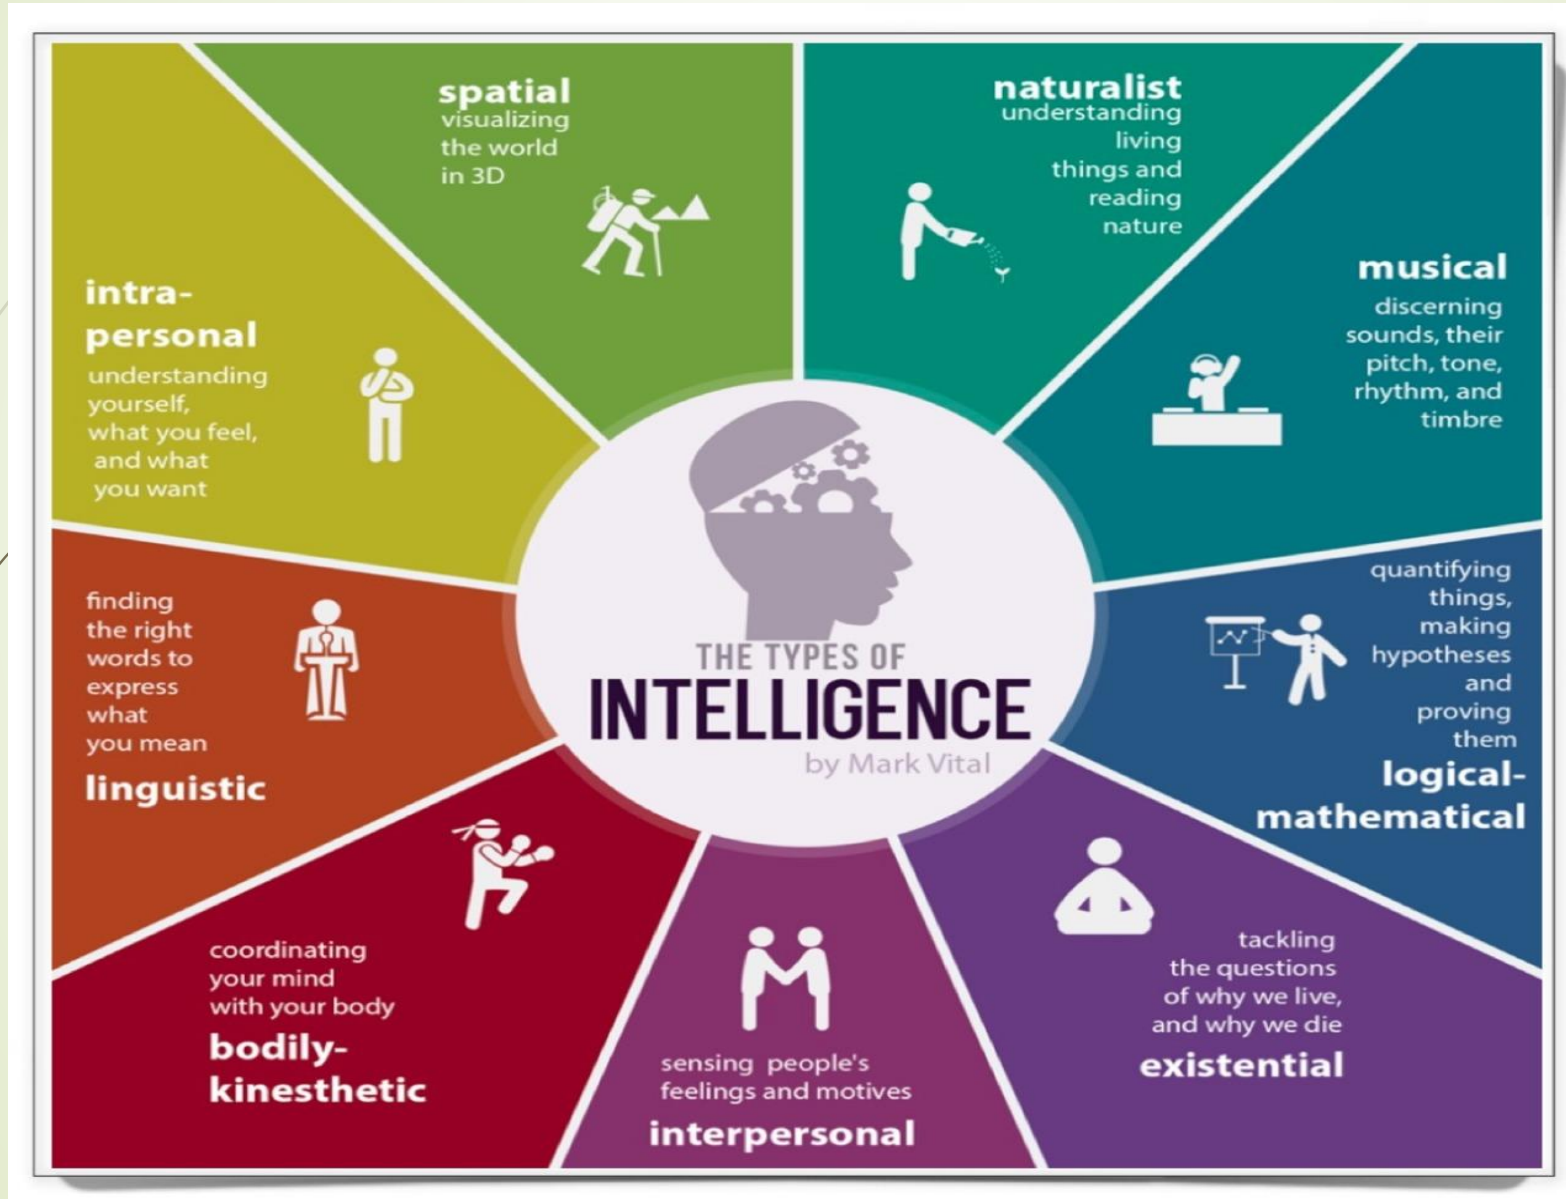 spatial
visualizing
the world
in 3D
naturalist
understanding
living
things and
reading
nature
musical
discerning
sounds, their
pitch, tone,
rhythm, and
timbre
quantifying
things,
making
hypotheses
and
proving
them
logical-
mathematical
tackling
the questions
of why we live,
and why we die
existential
sensing people's
feelings and motives
interpersonal
coordinating
your mind
with your body
bodily-
kinesthetic
finding
the right
words to
express
what
you mean
linguistic
intra-
personal
understanding
yourself,
what you feel,
and what
you want
THE TYPES OF
INTELLIGENCE
by Mark Vital